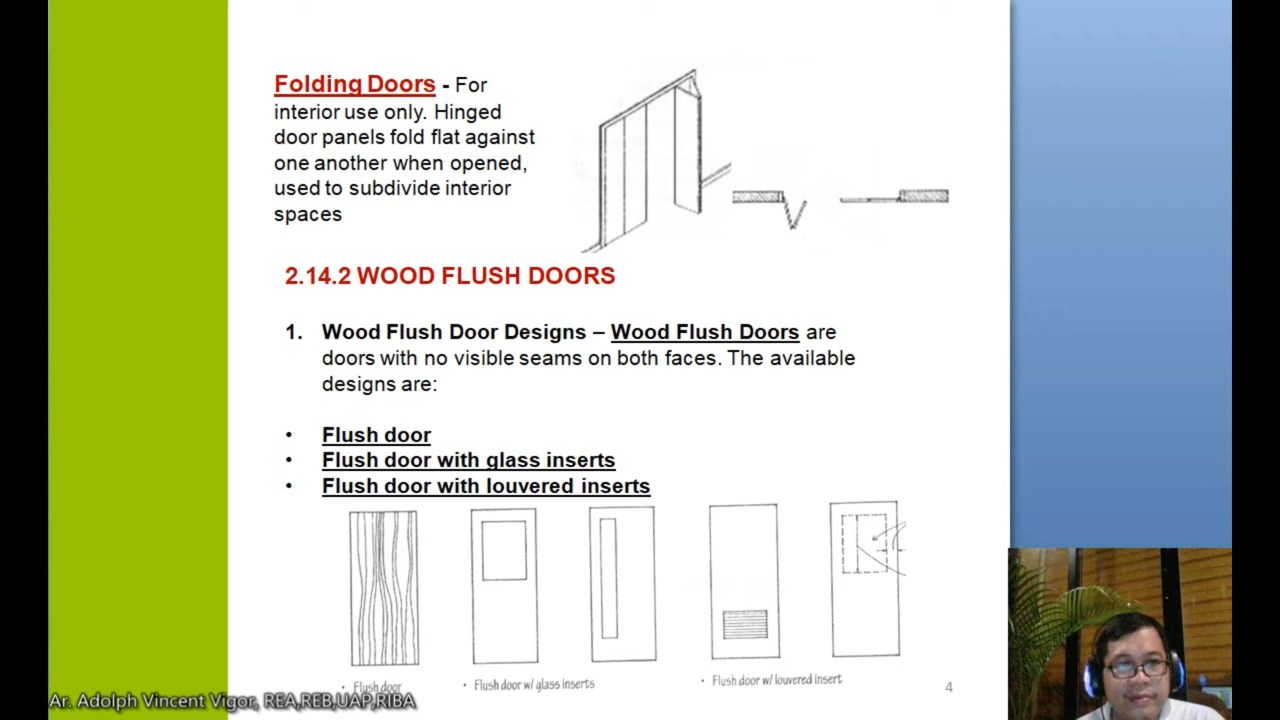 Folding Doors - For
interior use only. Hinged
door panels fold flat against
one another when opened,
used to subdivide interior
spaces
2.14.2 WOOD FLUSH DOORS
1. Wood Flush Door Designs – Wood Flush Doors are
doors with no visible seams on both faces. The available
designs are:
• Flush door
• Flush door with glass inserts
• Flush door with louvered inserts
• Flush door
• Flush door w/ glass inserts
• Flush door w/ louvered insert
4
Ar. Adolph Vincent Vigor, REA,REB,UAP,RIBA